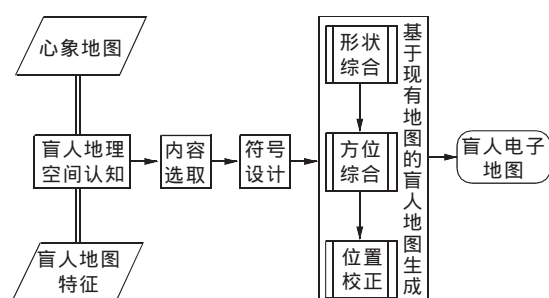 心象地图
盲人地理
空间认知
盲人地图
特征
内容
选取
符号
设计
形状
综合
方位
综合
位置
校正
基于现有地图的盲人地图生成
盲人电子
地图